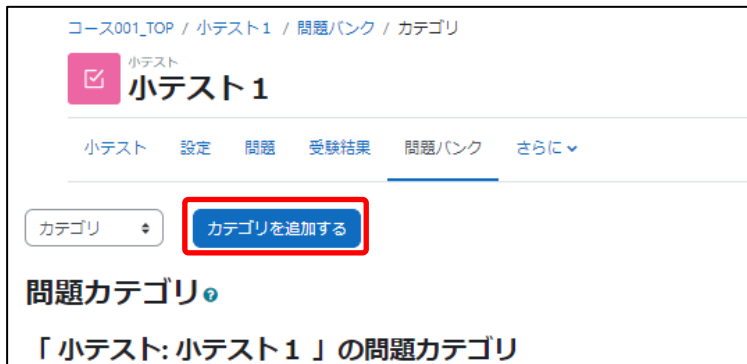 コース001_TOP / 小テスト１ / 問題バンク / カテゴリ
小テスト
小テスト１
小テスト 設定 問題 受験結果 問題バンク さらに
カテゴリ カテゴリを追加する
問題カテゴリ
「 小テスト: 小テスト１ 」の問題カテゴリ